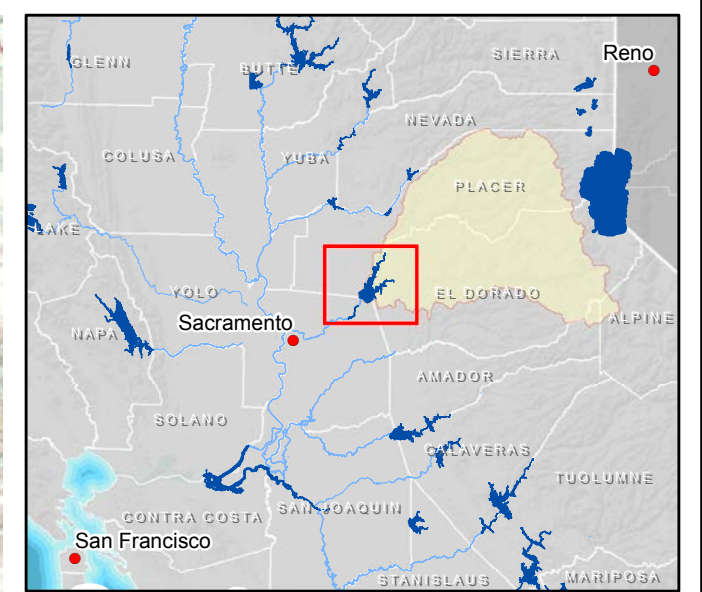 SIERRA
Reno
GLENN
BUTTE
NEVADA
COLUSA
YUBA
PLACER
LAKE
YOLO
EL DORADO
Sacramento
NAPA
ALPINE
AMADOR
SOLANO
CALAVERAS
TUOLUMNE
SAN JOAQUIN
CONTRA COSTA
San Francisco
STANISLAUS
MARIPOSA